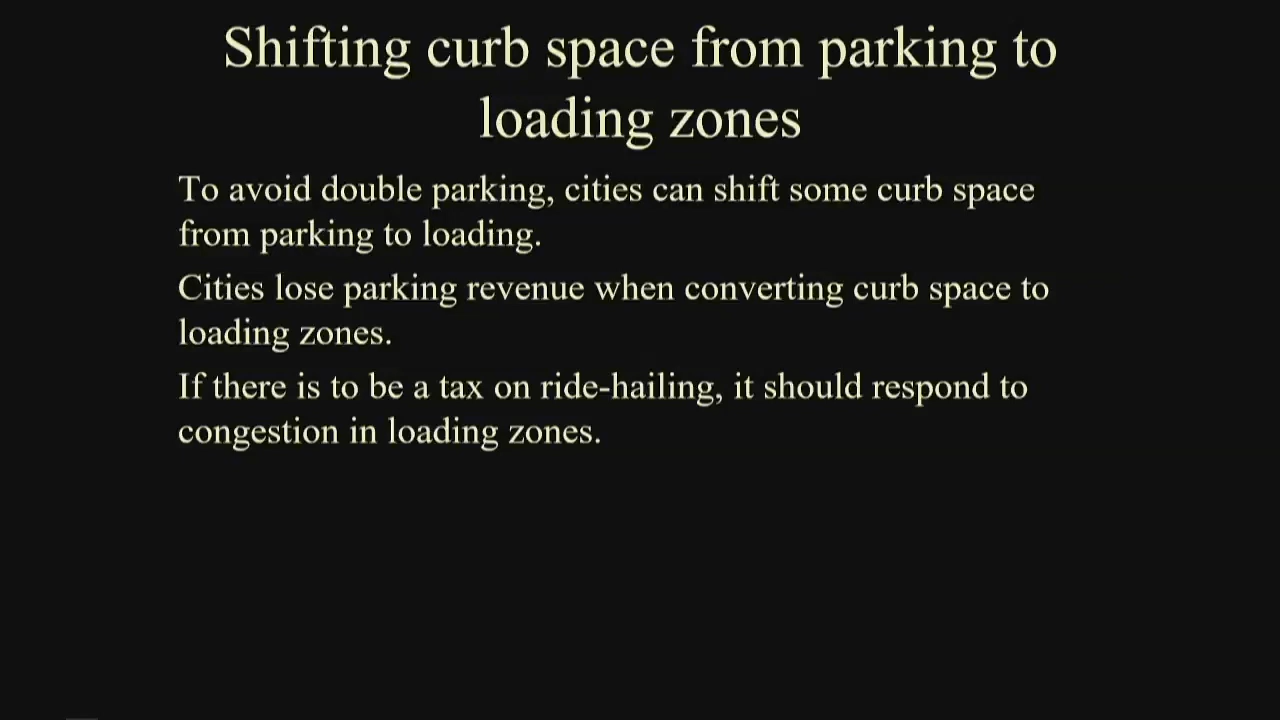 Shifting curb space from parking to
loading zones
To avoid double parking, cities can shift some curb space
from parking to loading.
Cities lose parking revenue when converting curb space to
loading zones.
If there is to be a tax on ride-hailing, it should respond to
congestion in loading zones.